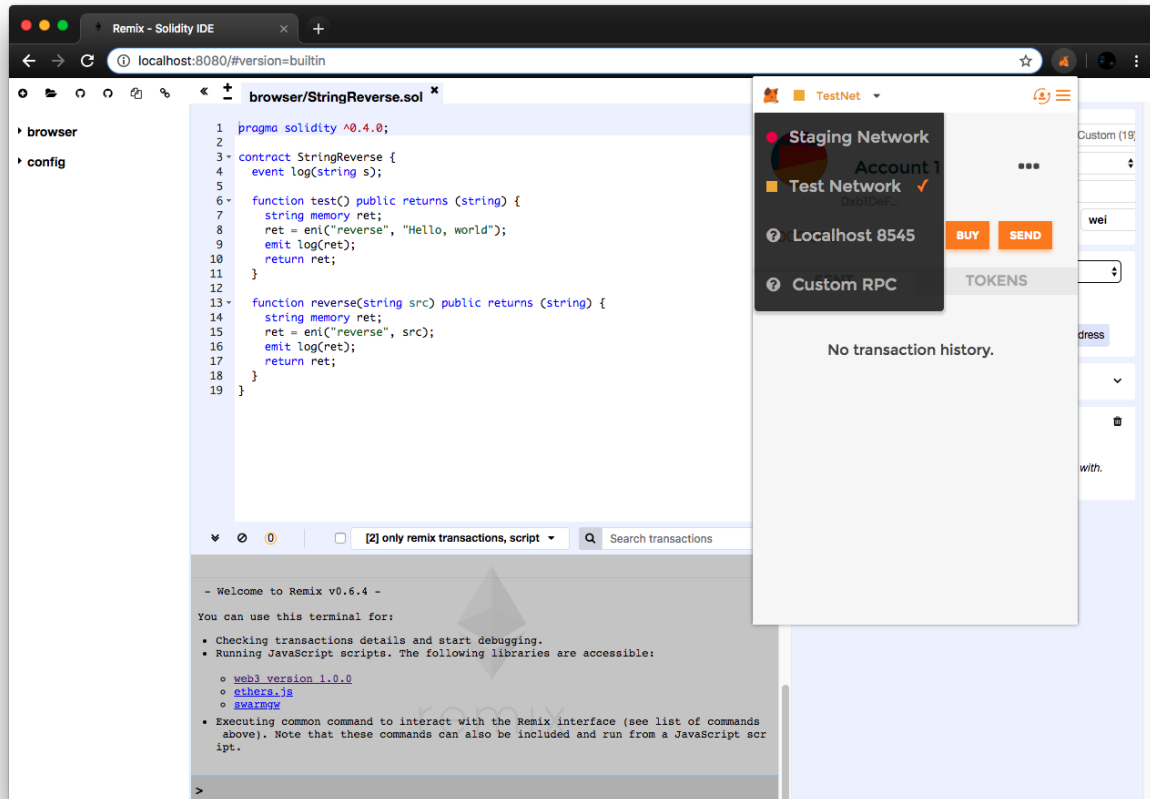 Remix - Solidity IDE
localhost:8080/#version=builtin
browser
config
browser/StringReverse.sol
1 pragma solidity ^0.4.0;
2
3 contract StringReverse {
4 event log(string s);
5
6 function test() public returns (string) {
7 string memory ret;
8 ret = eni("reverse", "Hello, world");
9 emit log(ret);
10 return ret;
11 }
12
13 function reverse(string src) public returns (string) {
14 string memory ret;
15 ret = eni("reverse", src);
16 emit log(ret);
17 return ret;
18 }
19 }
0
[2] only remix transactions, script
Search transactions
- Welcome to Remix v0.6.4 -
You can use this terminal for:
• Checking transactions details and start debugging.
• Running JavaScript scripts. The following libraries are accessible:
web3 version 1.0.0
ethers.js
swarmgw
remix
• Executing common command to interact with the Remix interface (see list of commands
above). Note that these commands can also be included and run from a JavaScript scr
ipt.
>
TestNet
Staging Network
Account 1
Test Network ✓
0xb1DeF...
Localhost 8545
BUY
SEND
Custom RPC
SENT
TOKENS
No transaction history.
Custom (19)
wei
dress
with.